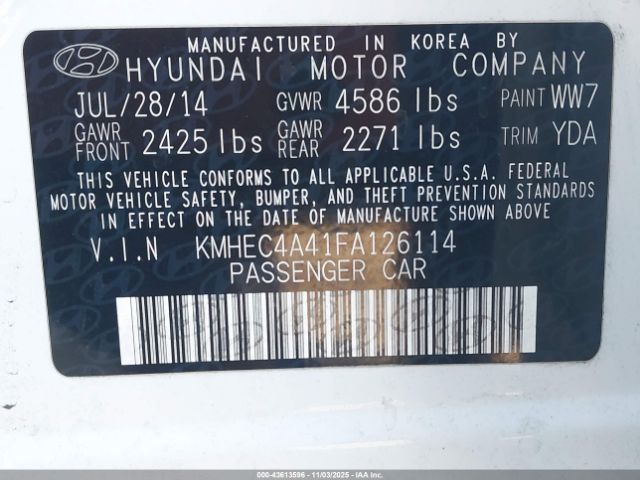 MANUFACTURED IN KOREA BY
HYUNDAI MOTOR COMPANY
JUL/28/14 GVWR 4586 lbs PAINT WW7
GAWR FRONT 2425 lbs GAWR REAR 2271 lbs TRIM YDA
THIS VEHICLE CONFORMS TO ALL APPLICABLE U.S.A. FEDERAL
MOTOR VEHICLE SAFETY, BUMPER, AND THEFT PREVENTION STANDARDS
IN EFFECT ON THE DATE OF MANUFACTURE SHOWN ABOVE.
V.I.N KMHEC4A41FA126114
PASSENGER CAR
000-43613596 - 11/03/2025 - IAAI.COM